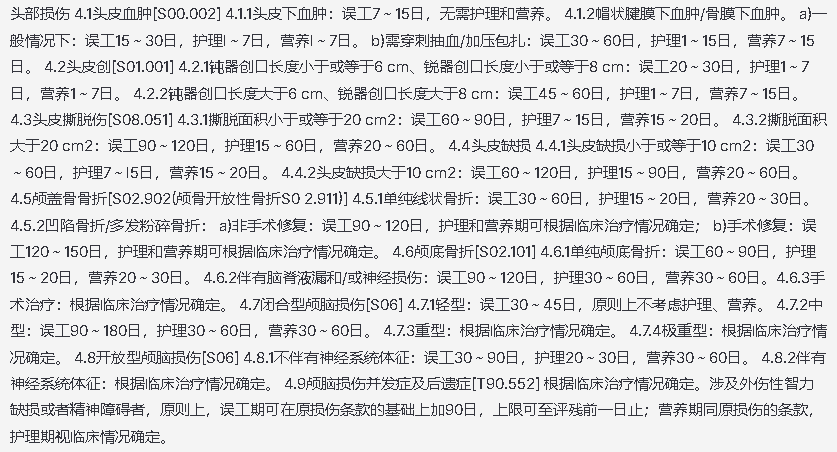 头部损伤 4.1头皮血肿[S00.002] 4.1.1头皮下血肿：误工7～15日，无需护理和营养。 4.1.2帽状腱膜下血肿/骨膜下血肿。 a)一
般情况下：误工15～30日，护理l～7日，营养l～7日。 b)需穿刺抽血/加压包扎：误工30～60日，护理1～15日，营养7～15
日。 4.2头皮创[S01.001] 4.2.1钝器创口长度小于或等于6 cm、锐器创口长度小于或等于8 cm：误工20～30日，护理1～7
日，营养1～7日。 4.2.2钝器创口长度大于6 cm、锐器创口长度大于8 cm：误工45～60日，护理1～7日，营养7～15日。
4.3头皮撕脱伤[S08.051] 4.3.1撕脱面积小于或等于20 cm2：误工60～90日，护理7～15日，营养15～20日。 4.3.2撕脱面积
大于20 cm2：误工90～120日，护理15～60日，营养20～60日。 4.4头皮缺损 4.4.1头皮缺损小于或等于10 cm2：误工30
～60日，护理7～l5日，营养15～20日。 4.4.2头皮缺损大于10 cm2：误工60～120日，护理15～90日，营养20～60日。
4.5颅盖骨骨折[S02.902(颅骨开放性骨折S0 2.911)] 4.5.1单纯线状骨折：误工30～60日，护理15～20日，营养20～30日。
4.5.2凹陷骨折/多发粉碎骨折： a)非手术修复：误工90～120日，护理和营养期可根据临床治疗情况确定； b)手术修复：误
工120～150日，护理和营养期可根据临床治疗情况确定。 4.6颅底骨折[S02.101] 4.6.1单纯颅底骨折：误工60～90日，护理
15～20日，营养20～30日。 4.6.2伴有脑脊液漏和/或神经损伤：误工90～120日，护理30～60日，营养30～60日。4.6.3手
术治疗：根据临床治疗情况确定。 4.7闭合型颅脑损伤[S06] 4.7.1轻型：误工30～45日，原则上不考虑护理、营养。 4.7.2中
型：误工90～180日，护理30～60日，营养30～60日。 4.7.3重型：根据临床治疗情况确定。 4.7.4极重型：根据临床治疗情
况确定。 4.8开放型颅脑损伤[S06] 4.8.1不伴有神经系统体征：误工30～90日，护理20～30日，营养30～60日。 4.8.2伴有
神经系统体征：根据临床治疗情况确定。 4.9颅脑损伤并发症及后遗症[T90.552] 根据临床治疗情况确定。涉及外伤性智力
缺损或者精神障碍者，原则上，误工期可在原损伤条款的基础上加90日，上限可至评残前一日止；营养期同原损伤的条款，
护理期视临床情况确定。